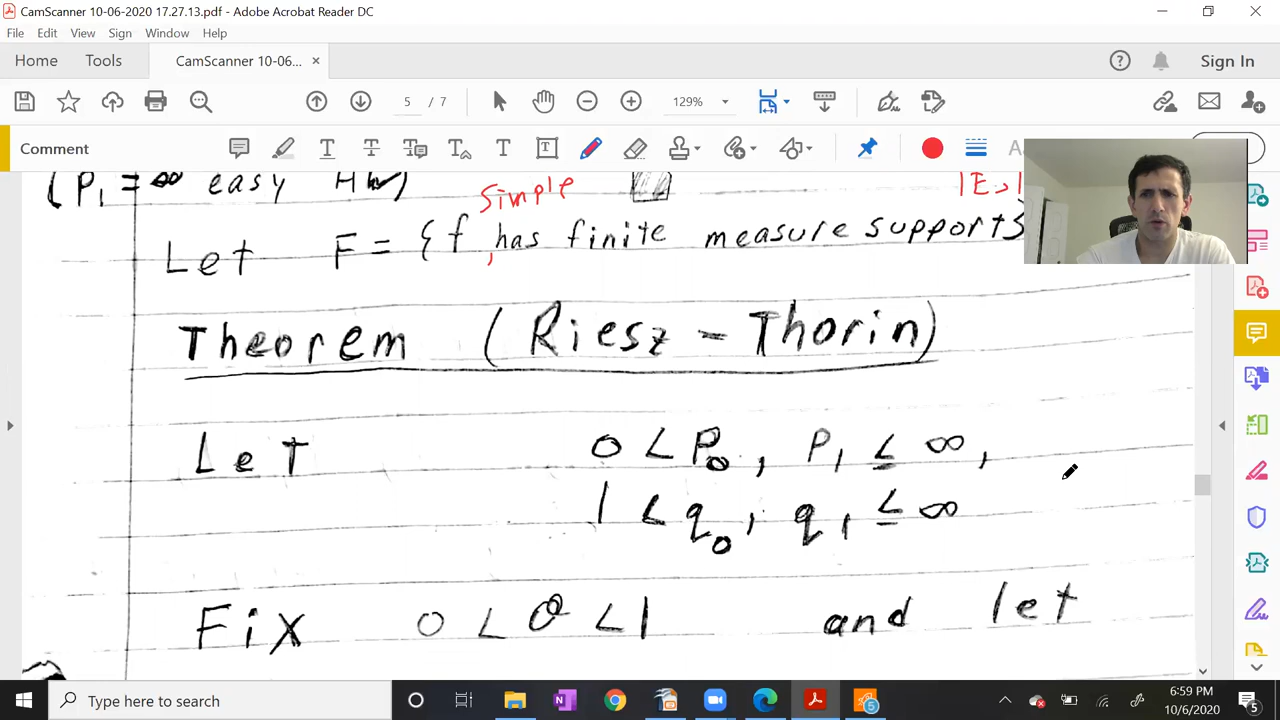 CamScanner 10-06-2020 17.27.13.pdf - Adobe Acrobat Reader DC
File Edit View Sign Window Help
Home Tools CamScanner 10-06... × Sign In
5 / 7 129%
Comment
(P₁ = ∞ easy HW) simple
Let F = {f, has finite measure supports}
Theorem (Riesz - Thorin)
Let 0 < P₀, P₁ ≤ ∞,
1 < q₀, q₁ ≤ ∞
Fix 0 < θ < 1 and let
Type here to search
6:59 PM
10/6/2020